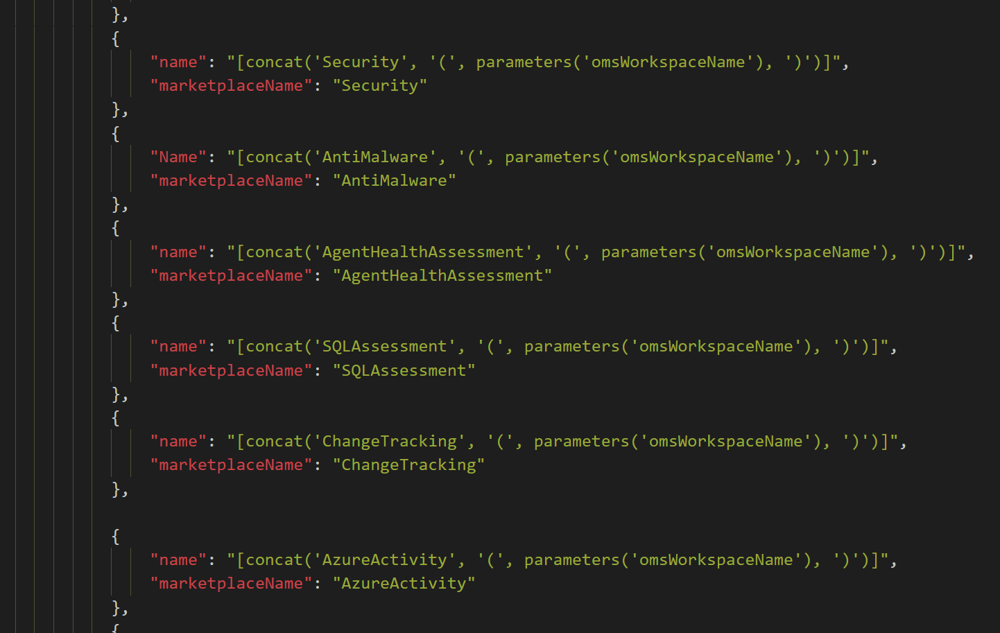 },
{
"name": "[concat('Security', '(', parameters('omsWorkspaceName'), ')')]",
"marketplaceName": "Security"
},
{
"Name": "[concat('AntiMalware', '(', parameters('omsWorkspaceName'), ')')]",
"marketplaceName": "AntiMalware"
},
{
"name": "[concat('AgentHealthAssessment', '(', parameters('omsWorkspaceName'), ')')]",
"marketplaceName": "AgentHealthAssessment"
},
{
"name": "[concat('SQLAssessment', '(', parameters('omsWorkspaceName'), ')')]",
"marketplaceName": "SQLAssessment"
},
{
"name": "[concat('ChangeTracking', '(', parameters('omsWorkspaceName'), ')')]",
"marketplaceName": "ChangeTracking"
},
{
"name": "[concat('AzureActivity', '(', parameters('omsWorkspaceName'), ')')]",
"marketplaceName": "AzureActivity"
},
{